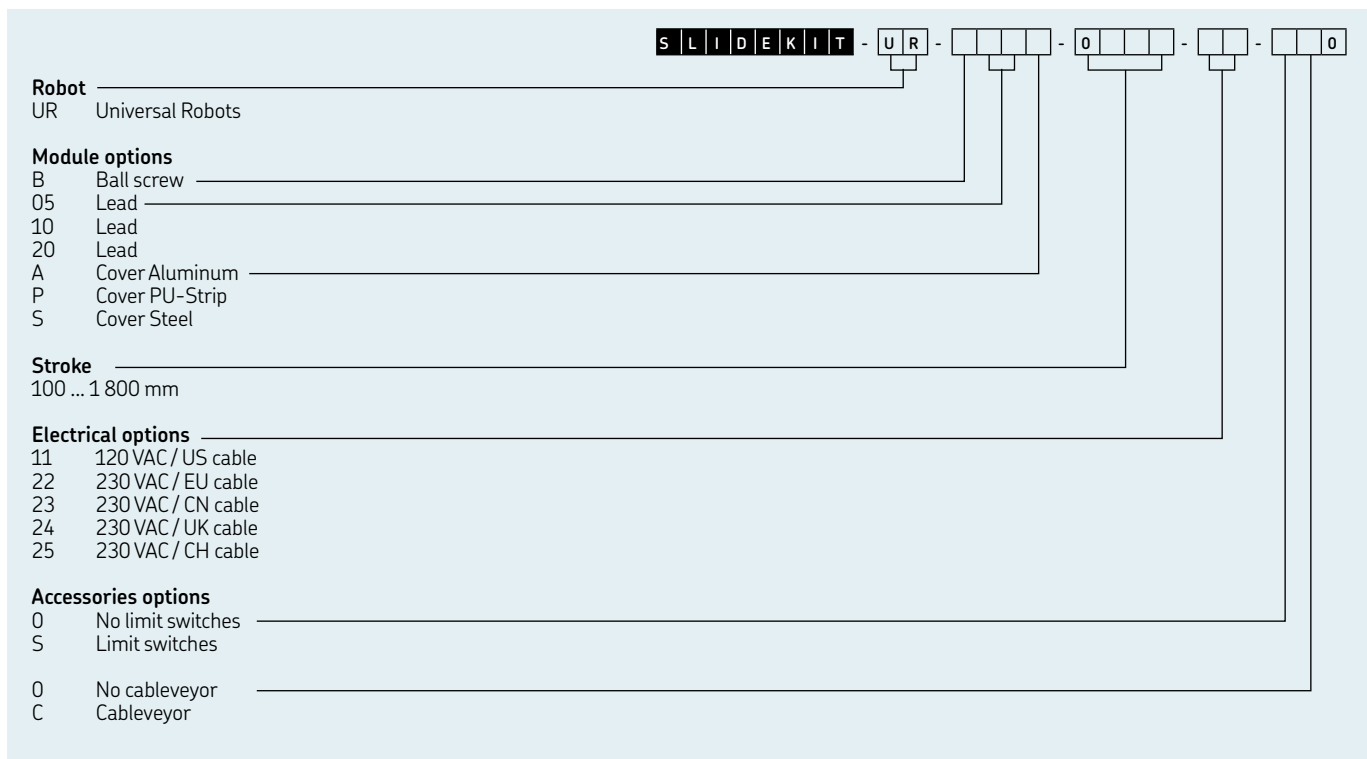 SLIDEKIT - UR - - 0 - - 0
Robot
UR Universal Robots
Module options
B Ball screw
05 Lead
10 Lead
20 Lead
A Cover Aluminum
P Cover PU-Strip
S Cover Steel
Stroke
100 ... 1 800 mm
Electrical options
11 120 VAC / US cable
22 230 VAC / EU cable
23 230 VAC / CN cable
24 230 VAC / UK cable
25 230 VAC / CH cable
Accessories options
0 No limit switches
S Limit switches
0 No cableveyor
C Cableveyor